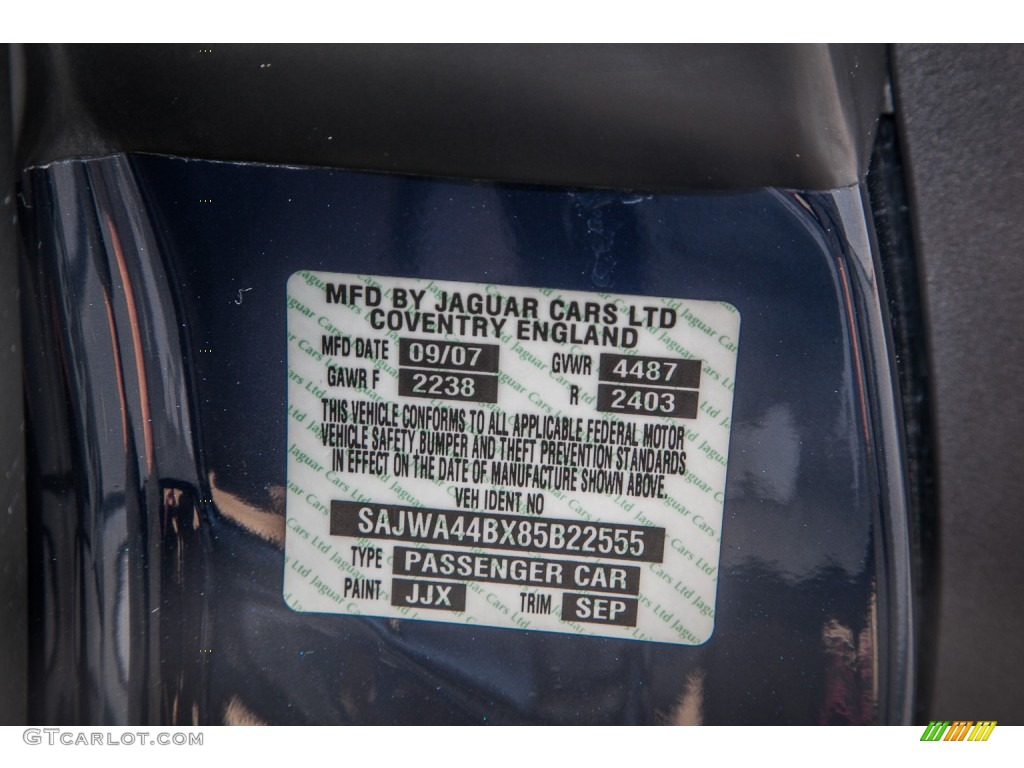 MFD BY JAGUAR CARS LTD
COVENTRY ENGLAND
MFD DATE 09/07 GVWR 4487
GAWR F 2238 R 2403
THIS VEHICLE CONFORMS TO ALL APPLICABLE FEDERAL MOTOR
VEHICLE SAFETY BUMPER AND THEFT PREVENTION STANDARDS
IN EFFECT ON THE DATE OF MANUFACTURE SHOWN ABOVE.
VEH IDENT NO
SAJWA44BX85B22555
TYPE PASSENGER CAR
PAINT JJX TRIM SEP
GTCarLot.com